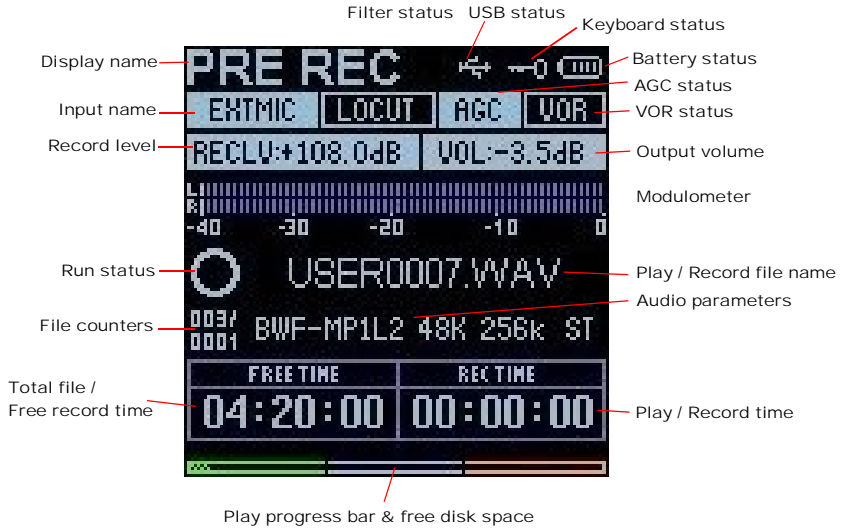 Filter status USB status
Keyboard status
Display name PRE REC Battery status
AGC status
Input name EXTMIC LOCUT AGC VOR VOR status
Record level RECLV:+108.0dB VOL:-3.5dB Output volume
L
R
Modulometer
-40 -30 -20 -10 0
Run status USER0007.WAV Play / Record file name
Audio parameters
File counters 003/
0001
BWF-MP1L2 48K 256k ST
FREE TIME REC TIME
Total file /
Free record time
04:20:00 00:00:00 Play / Record time
Play progress bar & free disk space